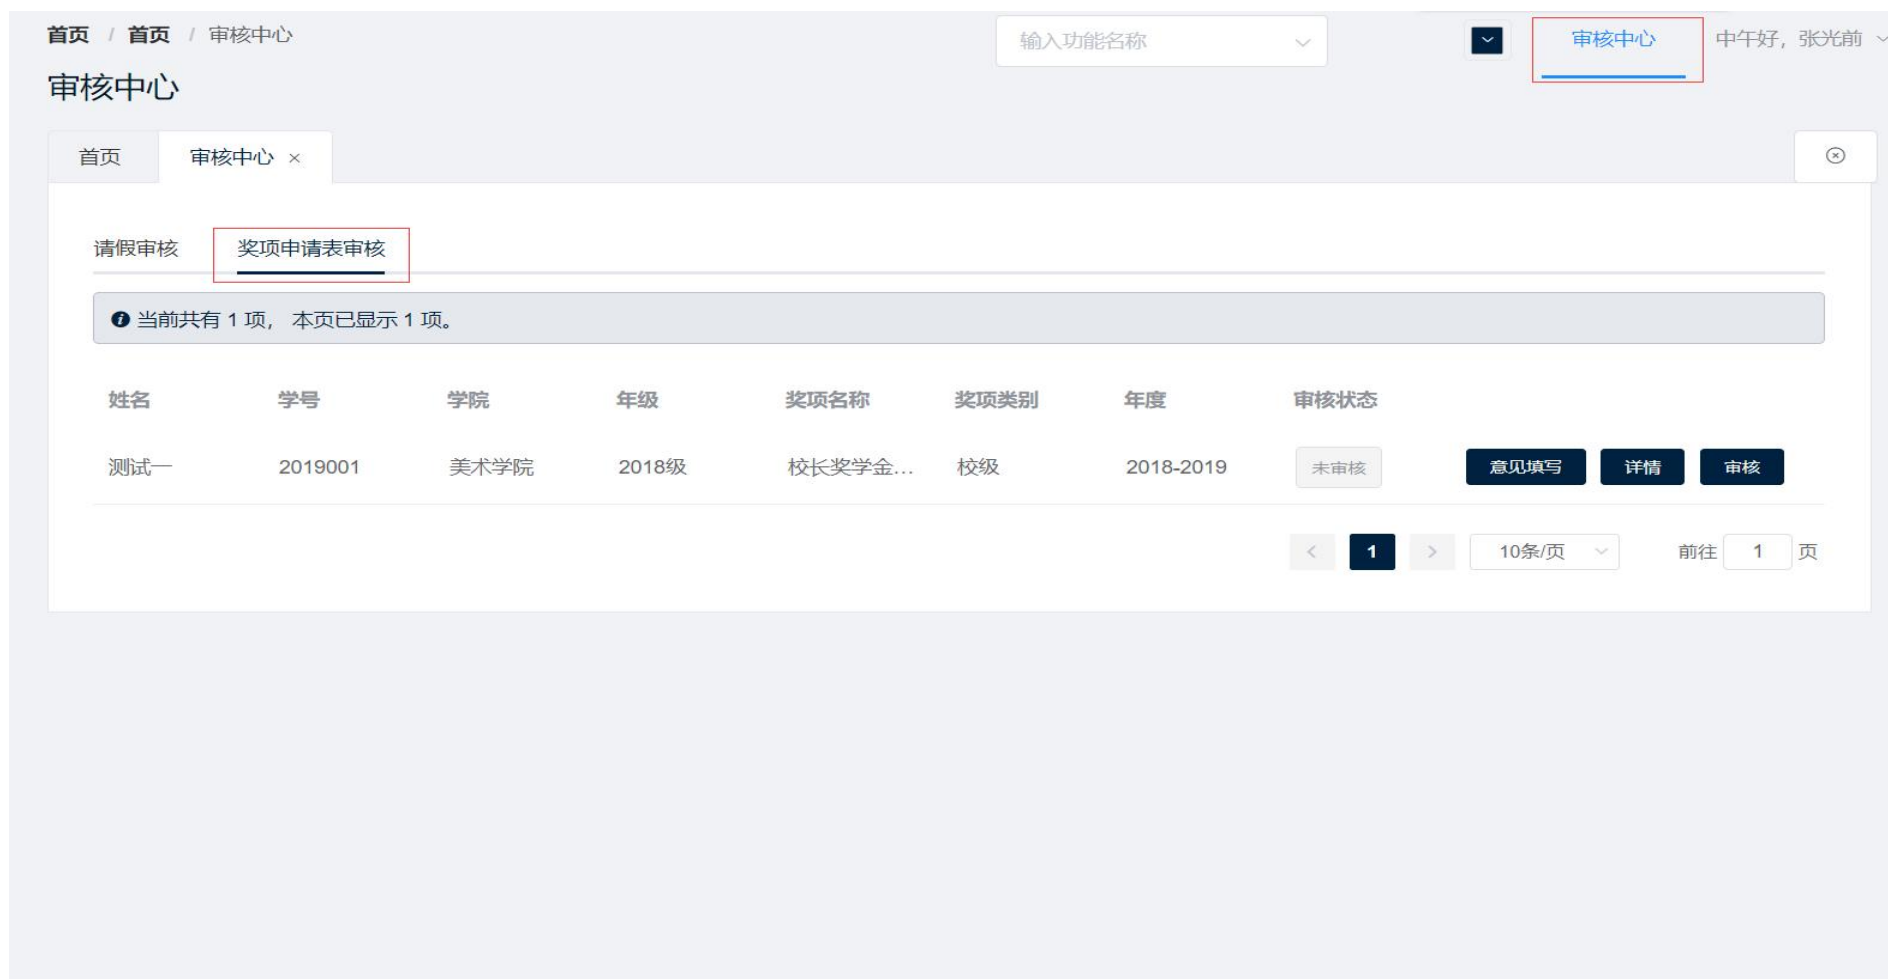 首页 / 首页 / 审核中心
输入功能名称
审核中心
中午好，张光前
审核中心
首页
审核中心 ×
请假审核 奖项申请表审核
当前共有 1 项， 本页已显示 1 项。
姓名 学号 学院 年级 奖项名称 奖项类别 年度 审核状态
测试一 2019001 美术学院 2018级 校长奖学金... 校级 2018-2019 未审核 意见填写 详情 审核
< 1 > 10条/页 前往 1 页